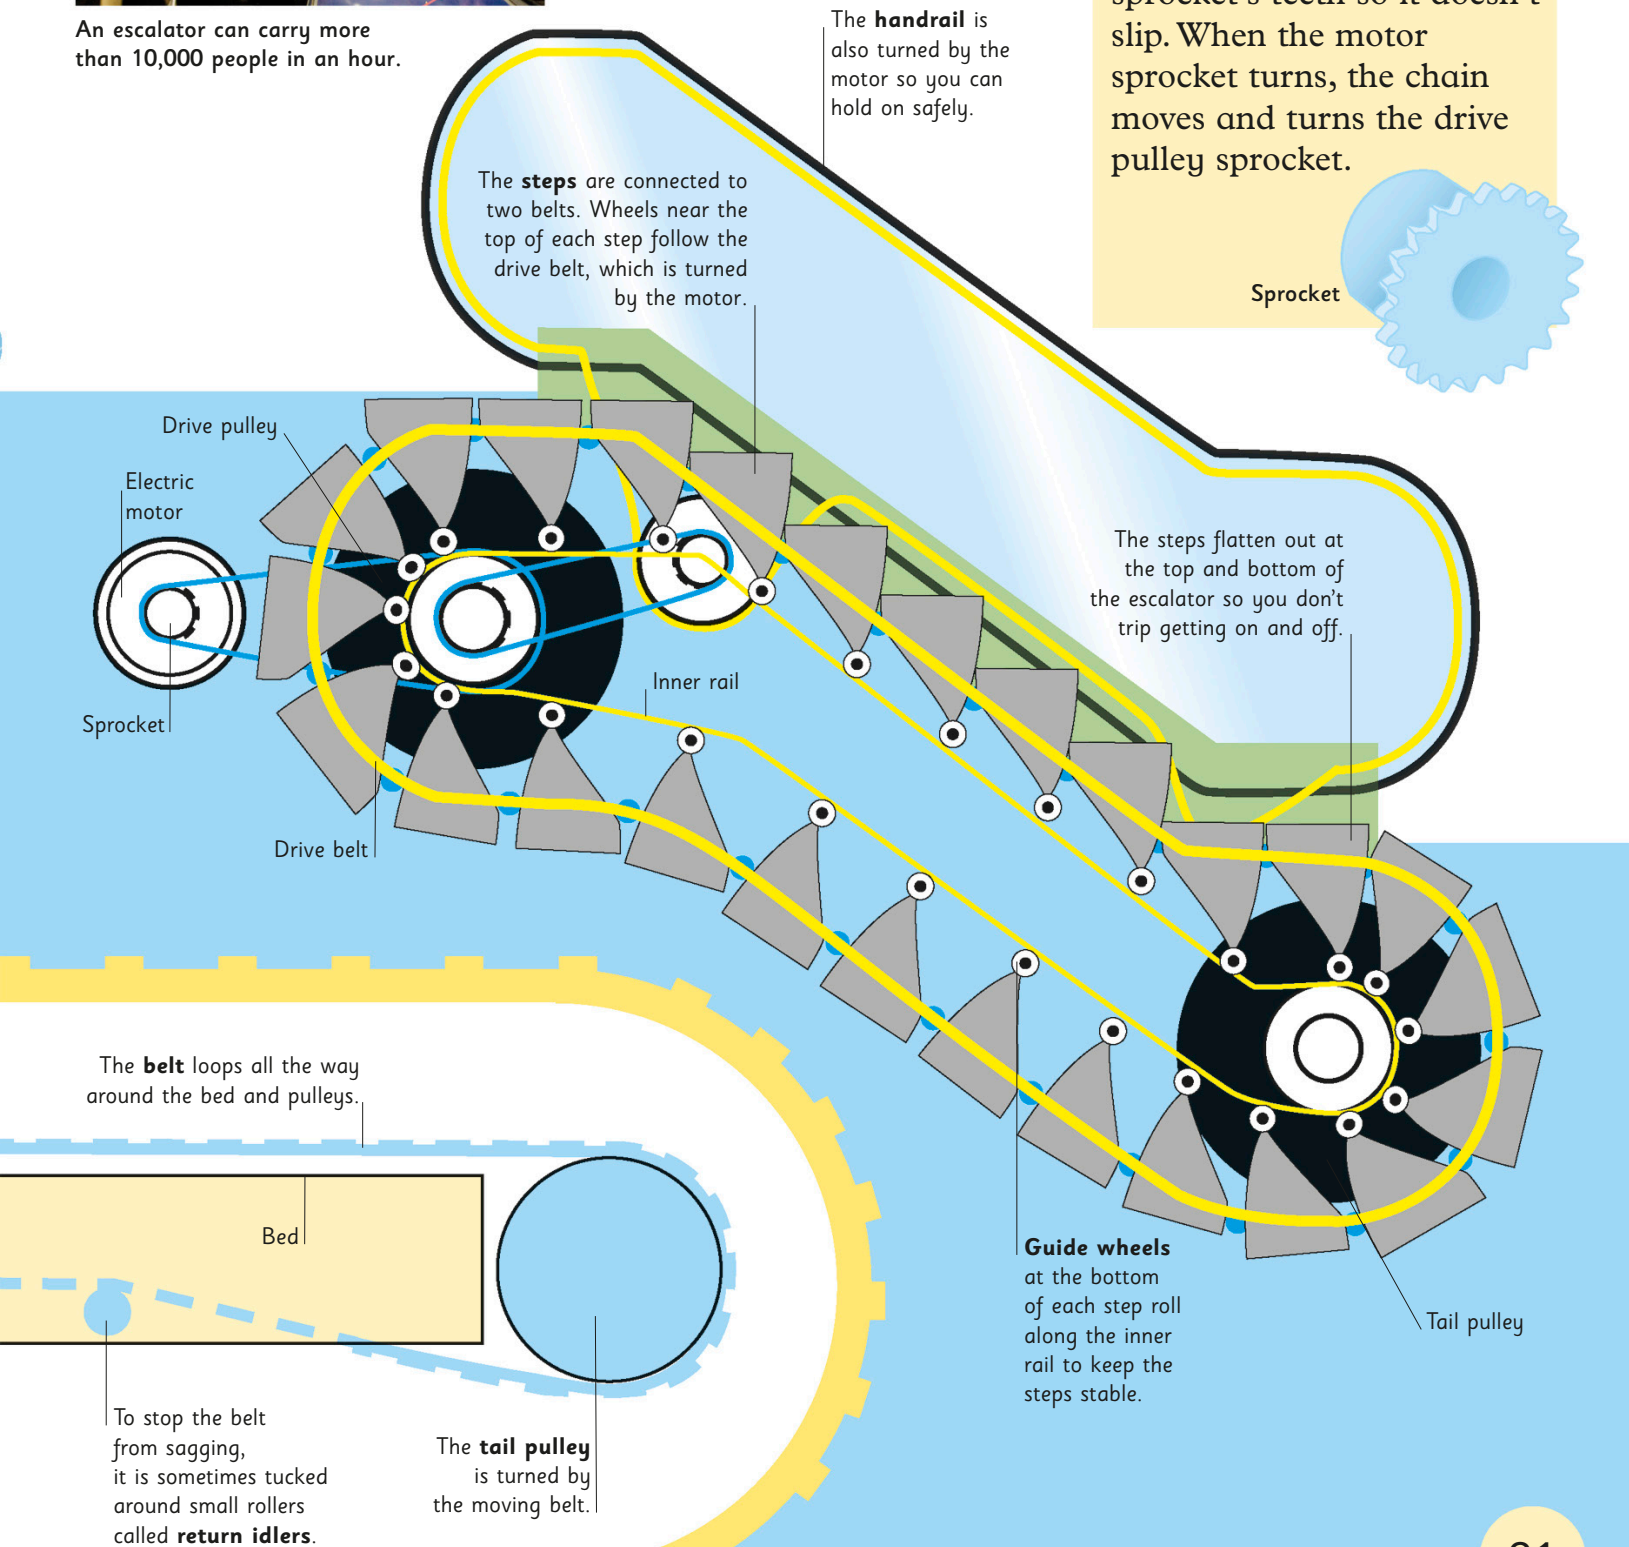 An escalator can carry more
than 10,000 people in an hour.
The handrail is
also turned by the
motor so you can
hold on safely.
sprocket's teeth so it doesn't
slip. When the motor
sprocket turns, the chain
moves and turns the drive
pulley sprocket.
Sprocket
The steps are connected to
two belts. Wheels near the
top of each step follow the
drive belt, which is turned
by the motor.
Drive pulley
Electric
motor
Sprocket
Inner rail
Drive belt
The steps flatten out at
the top and bottom of
the escalator so you don't
trip getting on and off.
The belt loops all the way
around the bed and pulleys.
Bed
To stop the belt
from sagging,
it is sometimes tucked
around small rollers
called return idlers.
The tail pulley
is turned by
the moving belt.
Guide wheels
at the bottom
of each step roll
along the inner
rail to keep the
steps stable.
Tail pulley